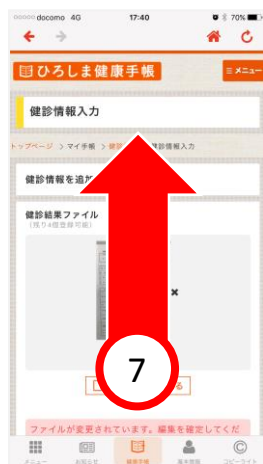 docomo 4G 17:40 70%
ひろしま健康手帳
≡ メニュー
健診情報入力
トップページ > マイ手帳 > 健診情報入力
健診情報を追加
健診結果ファイル
(残り4個登録可能)
×
7
る
ファイルが変更されています。編集を確定してくだ
メニュー お知らせ 健康手帳 基本情報 コピーライト